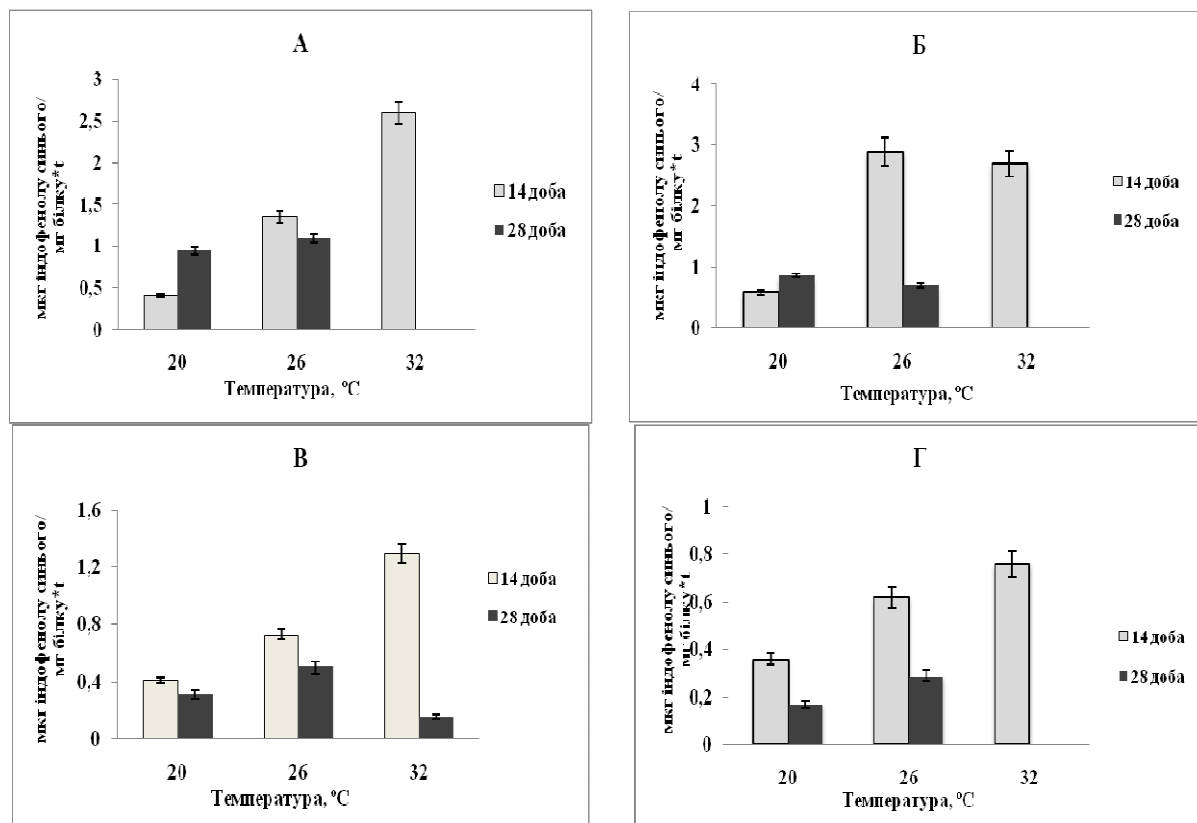 А
мкг індофенолу синього/
мг білку*t
3
2,5
2
1,5
1
0,5
0
20
26
32
Температура, ºС
14 доба
28 доба
Б
мкг індофенолу синього/
мг білку*t
4
3
2
1
0
20
26
32
Температура, ºС
14 доба
28 доба
В
мкг індофенолу синього/
мг білку*t
1,6
1,2
0,8
0,4
0
20
26
32
Температура, ºС
14 доба
28 доба
Г
мкг індофенолу синього/
мг білку*t
1
0,8
0,6
0,4
0,2
0
20
26
32
Температура, ºС
14 доба
28 доба